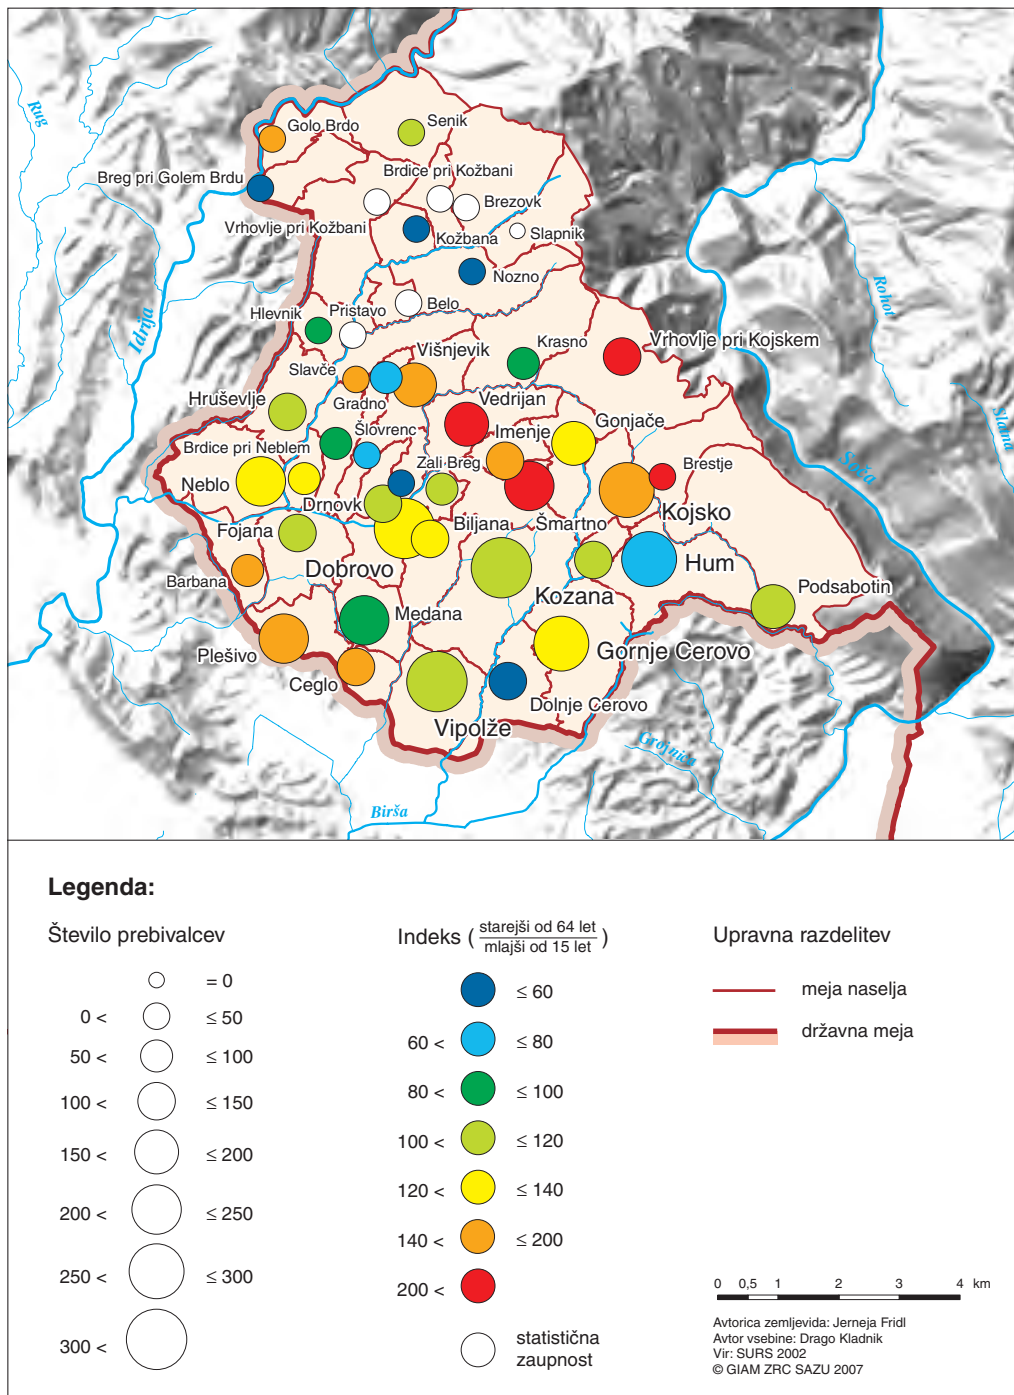 Rug
Golo Brdo
Senik
Breg pri Golem Brdu
Brdice pri Kožbani
Brezovk
Vrhovlje pri Kožbani
Kožbana
Slapnik
Nozno
Idrija
Rohot
Belo
Hlevnik
Pristavo
Višnjevik
Krasno
Vrhovlje pri Kojskem
Slavče
Gradno
Hruševlje
Vedrijan
Slama
Šlovrenc
Imenje
Gonjače
Brdice pri Neblem
Zali Breg
Brestje
Soča
Neblo
Drnovk
Kojsko
Fojana
Biljana
Šmartno
Dobrovo
Hum
Barbana
Podsabotin
Kozana
Medana
Plešivo
Gornje Cerovo
Ceglo
Dolnje Cerovo
Vipolže
Grojnica
Birša
Legenda:
Število prebivalcev
= 0
0 < ≤ 50
50 < ≤ 100
100 < ≤ 150
150 < ≤ 200
200 < ≤ 250
250 < ≤ 300
300 <
Indeks ( starejši od 64 let
mlajši od 15 let )
≤ 60
60 < ≤ 80
80 < ≤ 100
100 < ≤ 120
120 < ≤ 140
140 < ≤ 200
200 <
statistična
zaupnost
Upravna razdelitev
meja naselja
državna meja
0 0,5 1 2 3 4 km
Avtorica zemljevida: Jerneja Fridl
Avtor vsebine: Drago Kladnik
Vir: SURS 2002
© GIAM ZRC SAZU 2007